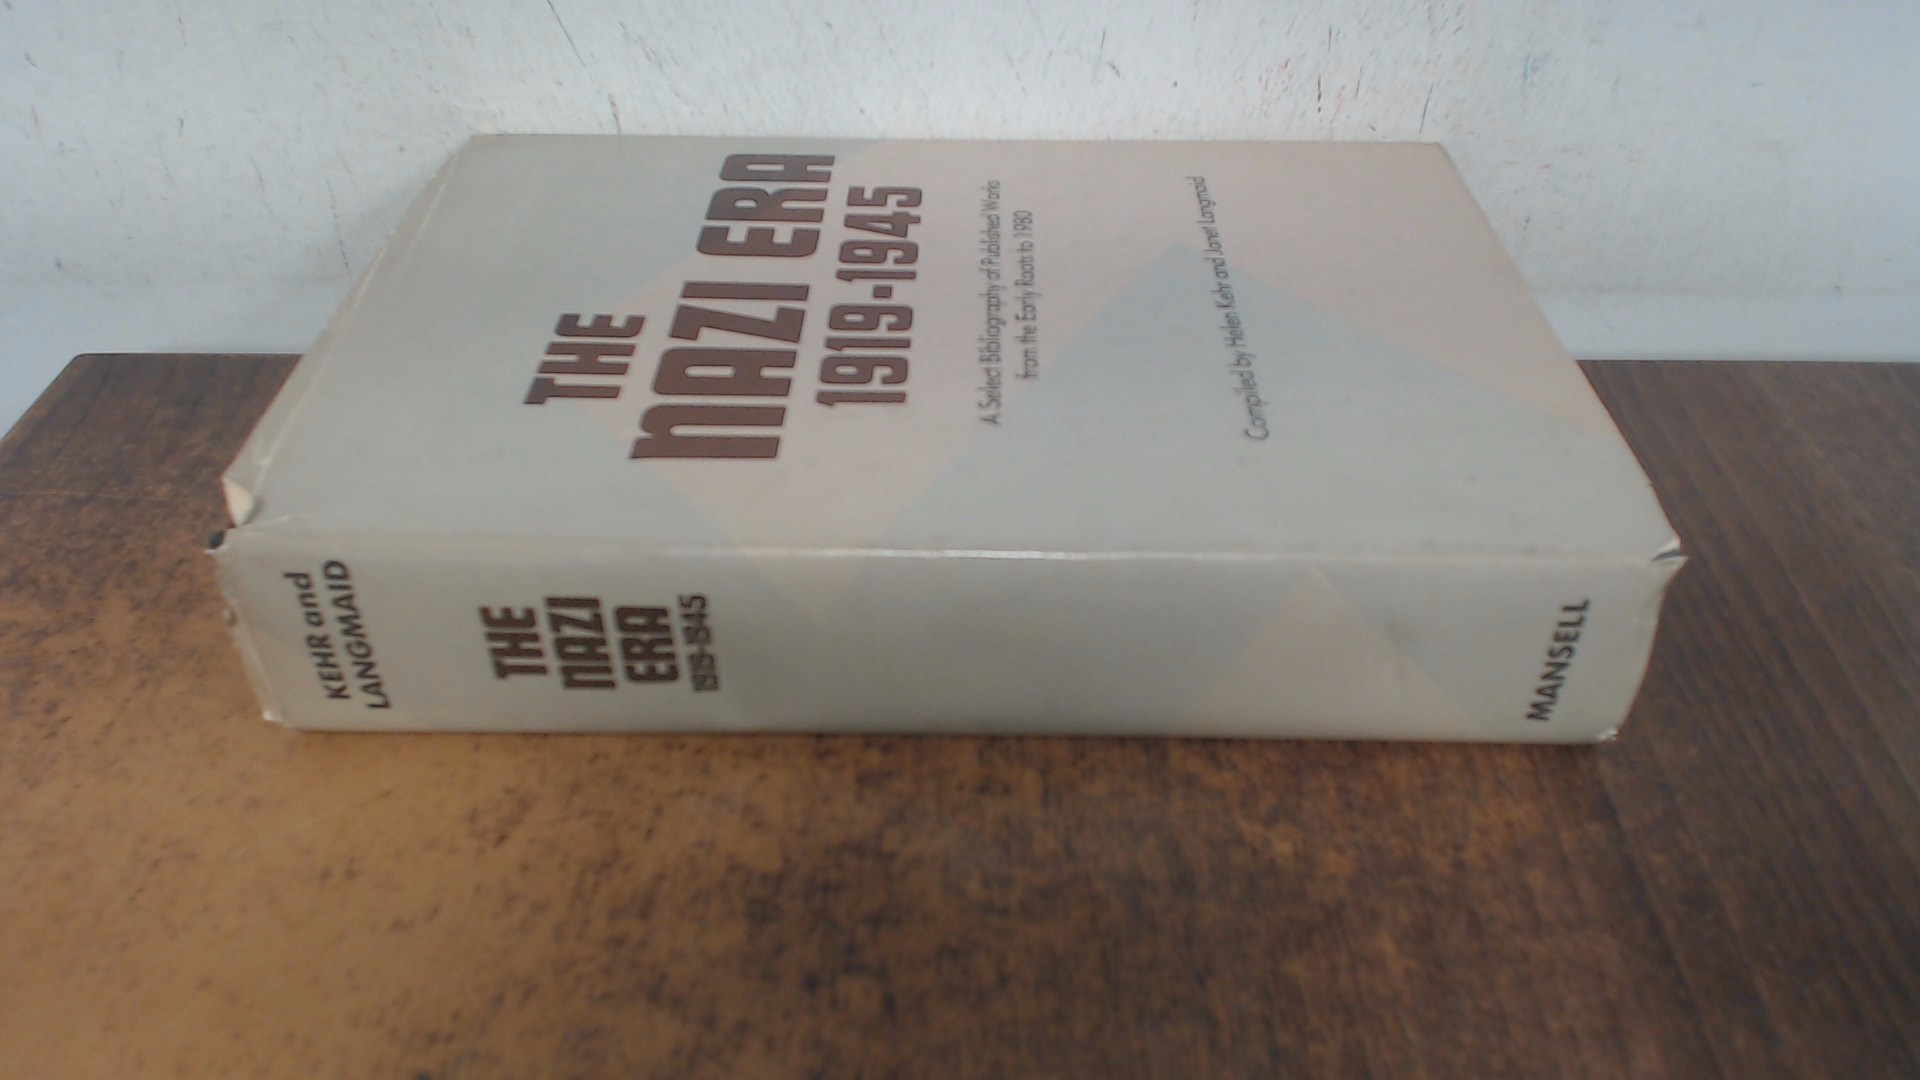 THE
NAZI ERA
1919-1945
A Select Bibliography of Published Works
from the Early Roots to 1980
Compiled by Helen Kehr and Janet Langmaid
KEHR and
LANGMAID
THE
NAZI
ERA
1919-1945
MANSELL